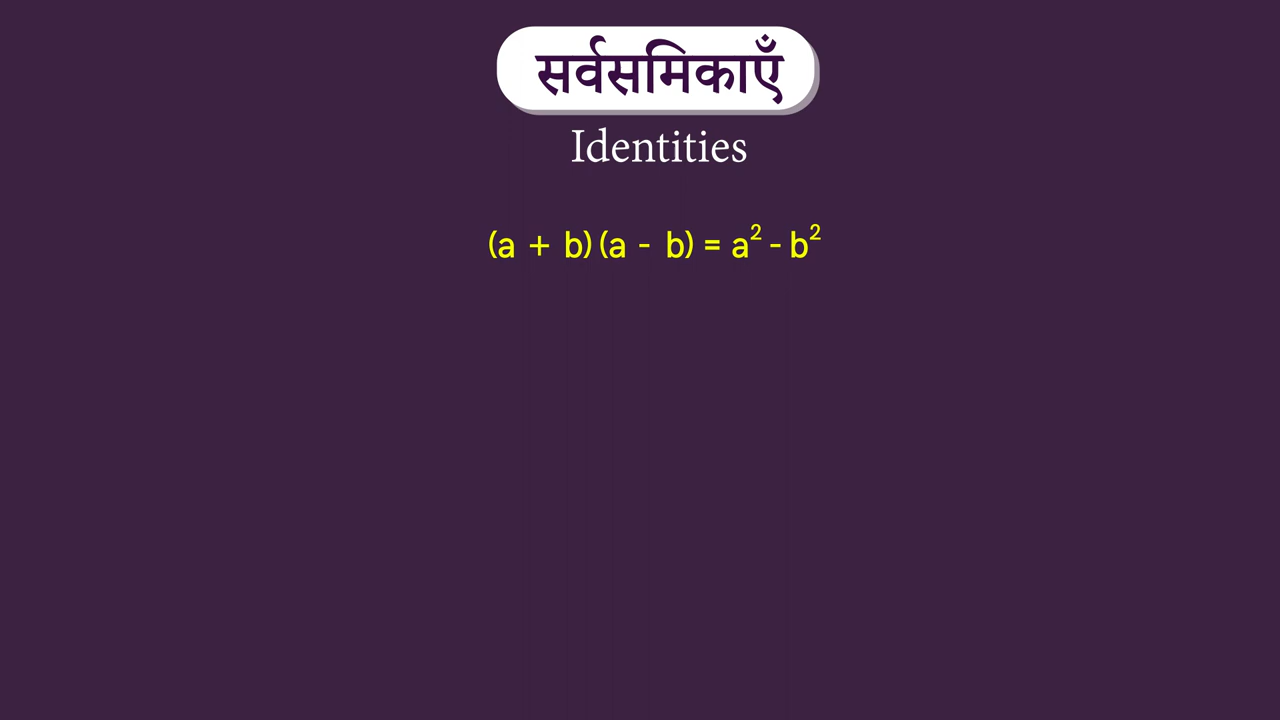 सर्वसमिकाएँ
Identities
(a + b)(a - b) = a² - b²